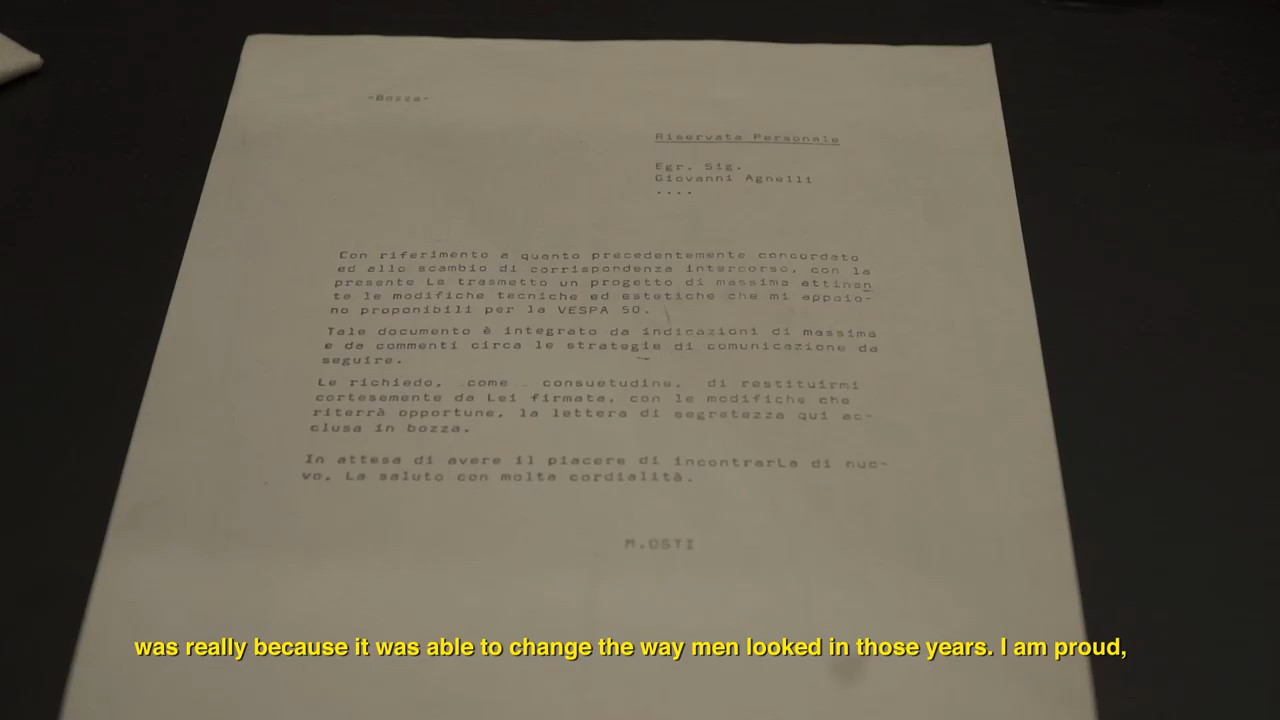 -Bozza-
Riservata Personale
Egr. Sig.
Giovanni Agnelli
....
Con riferimento a quanto precedentemente concordato
ed allo scambio di corrispondenza intercorso, con la
presente La trasmetto un progetto di massima attinan
te le modifiche tecniche ed estetiche che mi appaio-
no proponibili per la VESPA 50.
Tale documento è integrato da indicazioni di massima
e da commenti circa le strategie di comunicazione da
seguire.
Le richiedo, come consuetudine, di restituirmi
cortesemente da Lei firmata, con le modifiche che
riterrà opportune, la lettera di segretezza qui ac-
clusa in bozza.
In attesa di avere il piacere di incontrarLa di nuo-
vo, La saluto con molta cordialità.
M.OSTI
was really because it was able to change the way men looked in those years. I am proud,